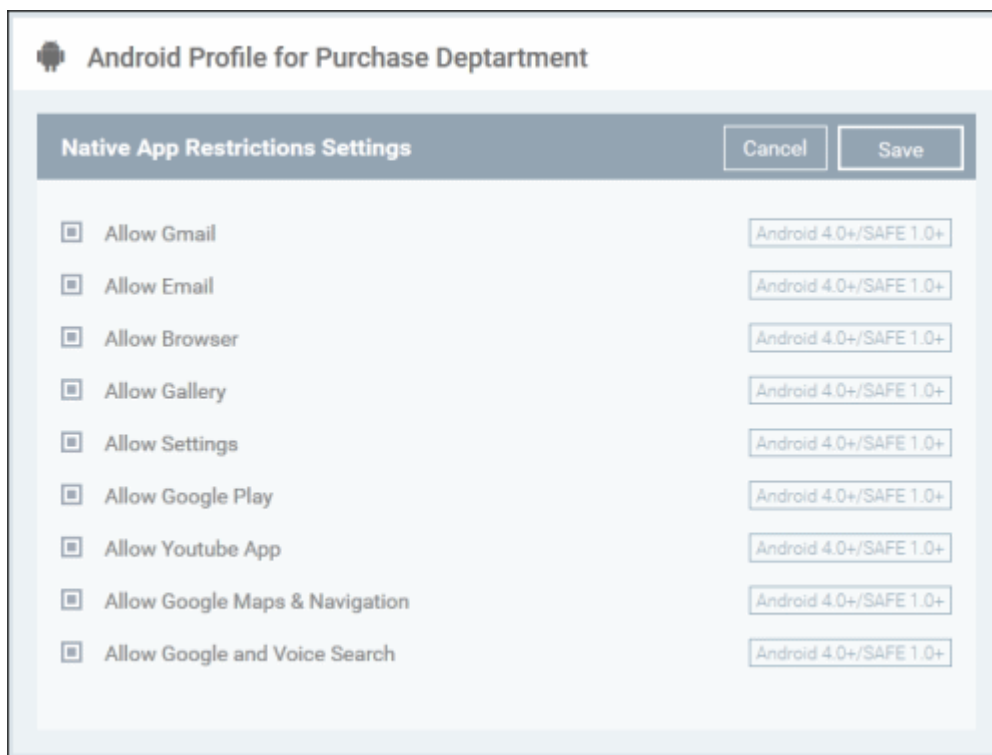 Android Profile for Purchase Deptartment
Native App Restrictions Settings Cancel Save
Allow Gmail Android 4.0+/SAFE 1.0+
Allow Email Android 4.0+/SAFE 1.0+
Allow Browser Android 4.0+/SAFE 1.0+
Allow Gallery Android 4.0+/SAFE 1.0+
Allow Settings Android 4.0+/SAFE 1.0+
Allow Google Play Android 4.0+/SAFE 1.0+
Allow Youtube App Android 4.0+/SAFE 1.0+
Allow Google Maps & Navigation Android 4.0+/SAFE 1.0+
Allow Google and Voice Search Android 4.0+/SAFE 1.0+